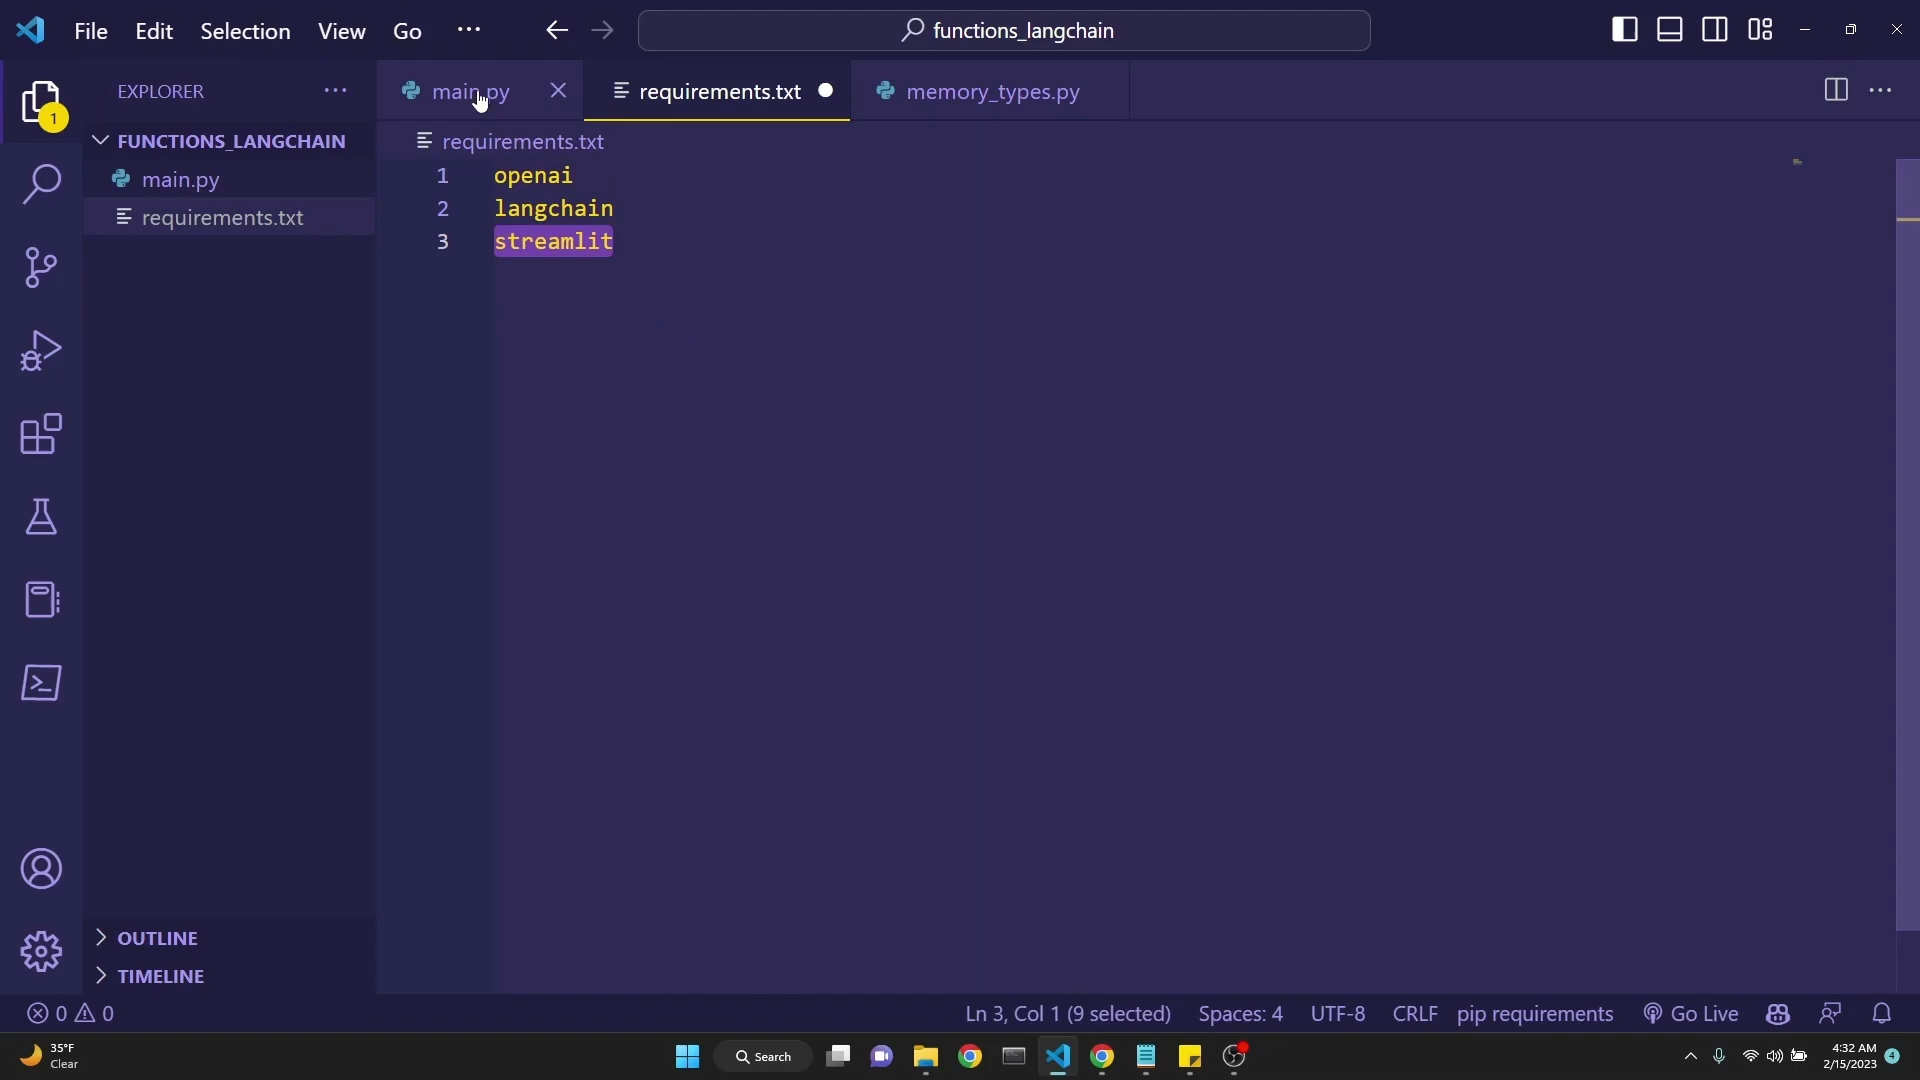 File Edit Selection View Go ··· functions_langchain
EXPLORER ···
main.py requirements.txt memory_types.py ···
1
FUNCTIONS_LANGCHAIN
main.py
requirements.txt
requirements.txt
1 openai
2 langchain
3 streamlit
OUTLINE
TIMELINE
0 0 Ln 3, Col 1 (9 selected) Spaces: 4 UTF-8 CRLF pip requirements Go Live
35°F
Clear
Search
4:32 AM
2/15/2023
4